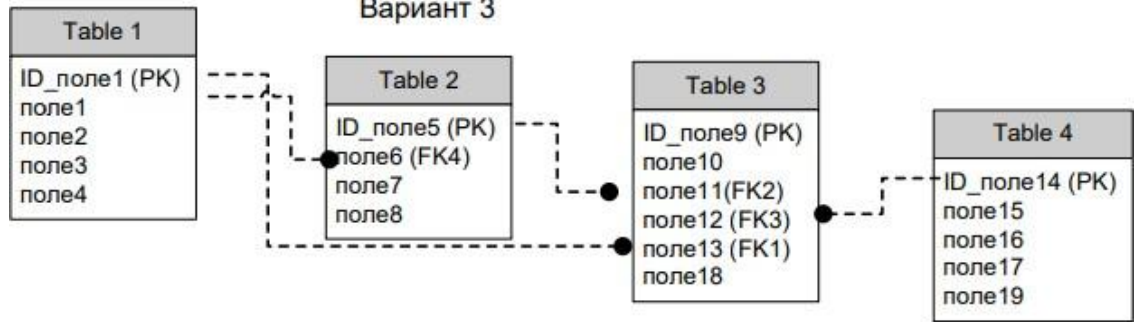 Вариант 3
Table 1
ID_поле1 (PK)
поле1
поле2
поле3
поле4
Table 2
ID_поле5 (PK)
поле6 (FK4)
поле7
поле8
Table 3
ID_поле9 (PK)
поле10
поле11(FK2)
поле12 (FK3)
поле13 (FK1)
поле18
Table 4
ID_поле14 (PK)
поле15
поле16
поле17
поле19